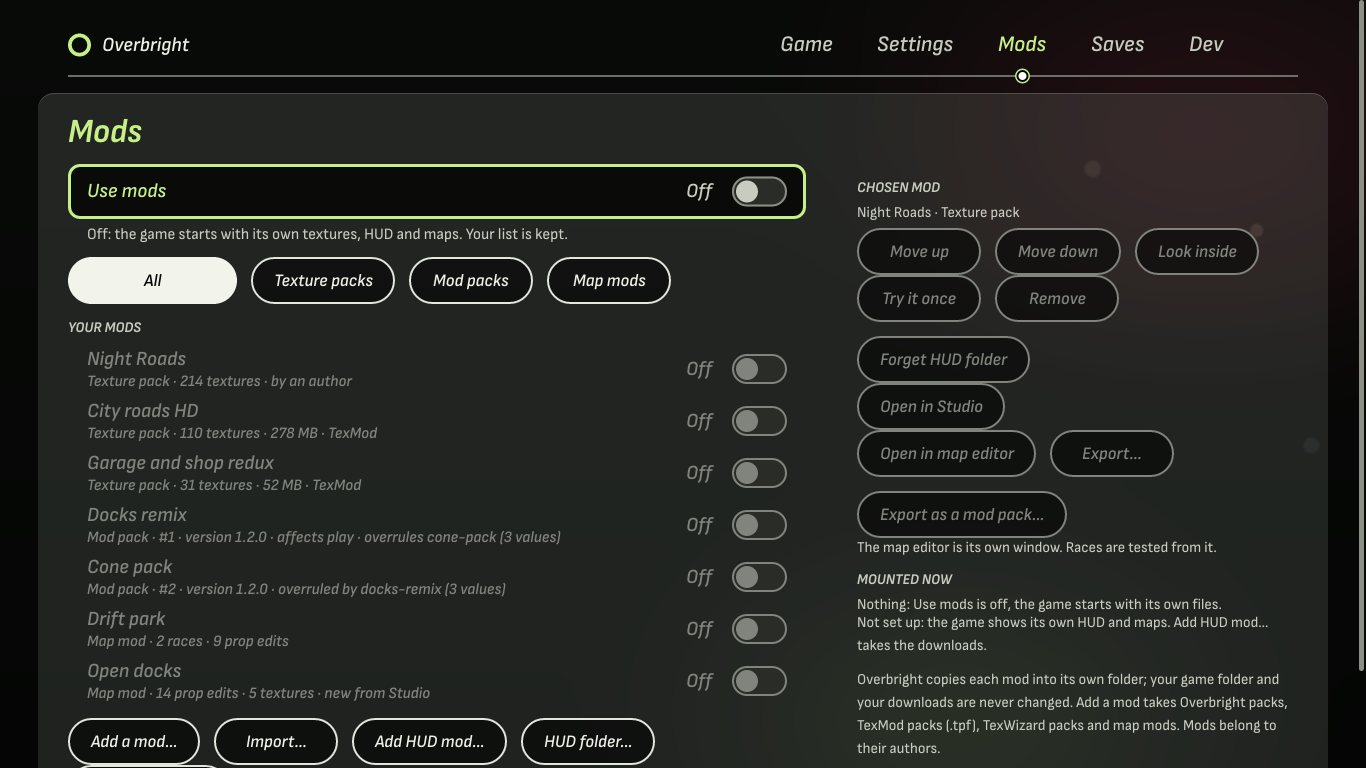 Overbright
Game Settings Mods Saves Dev
Mods
Use mods Off
Off: the game starts with its own textures, HUD and maps. Your list is kept.
All Texture packs Mod packs Map mods
YOUR MODS
Night Roads Off
Texture pack · 214 textures · by an author
City roads HD Off
Texture pack · 110 textures · 278 MB · TexMod
Garage and shop redux Off
Texture pack · 31 textures · 52 MB · TexMod
Docks remix Off
Mod pack · #1 · version 1.2.0 · affects play · overrules cone-pack (3 values)
Cone pack Off
Mod pack · #2 · version 1.2.0 · overruled by docks-remix (3 values)
Drift park Off
Map mod · 2 races · 9 prop edits
Open docks Off
Map mod · 14 prop edits · 5 textures · new from Studio
Add a mod... Import... Add HUD mod... HUD folder...
CHOSEN MOD
Night Roads · Texture pack
Move up Move down Look inside
Try it once Remove
Forget HUD folder
Open in Studio
Open in map editor Export...
Export as a mod pack...
The map editor is its own window. Races are tested from it.
MOUNTED NOW
Nothing: Use mods is off, the game starts with its own files.
Not set up: the game shows its own HUD and maps. Add HUD mod...
takes the downloads.
Overbright copies each mod into its own folder; your game folder and
your downloads are never changed. Add a mod takes Overbright packs,
TexMod packs (.tpf), TexWizard packs and map mods. Mods belong to
their authors.